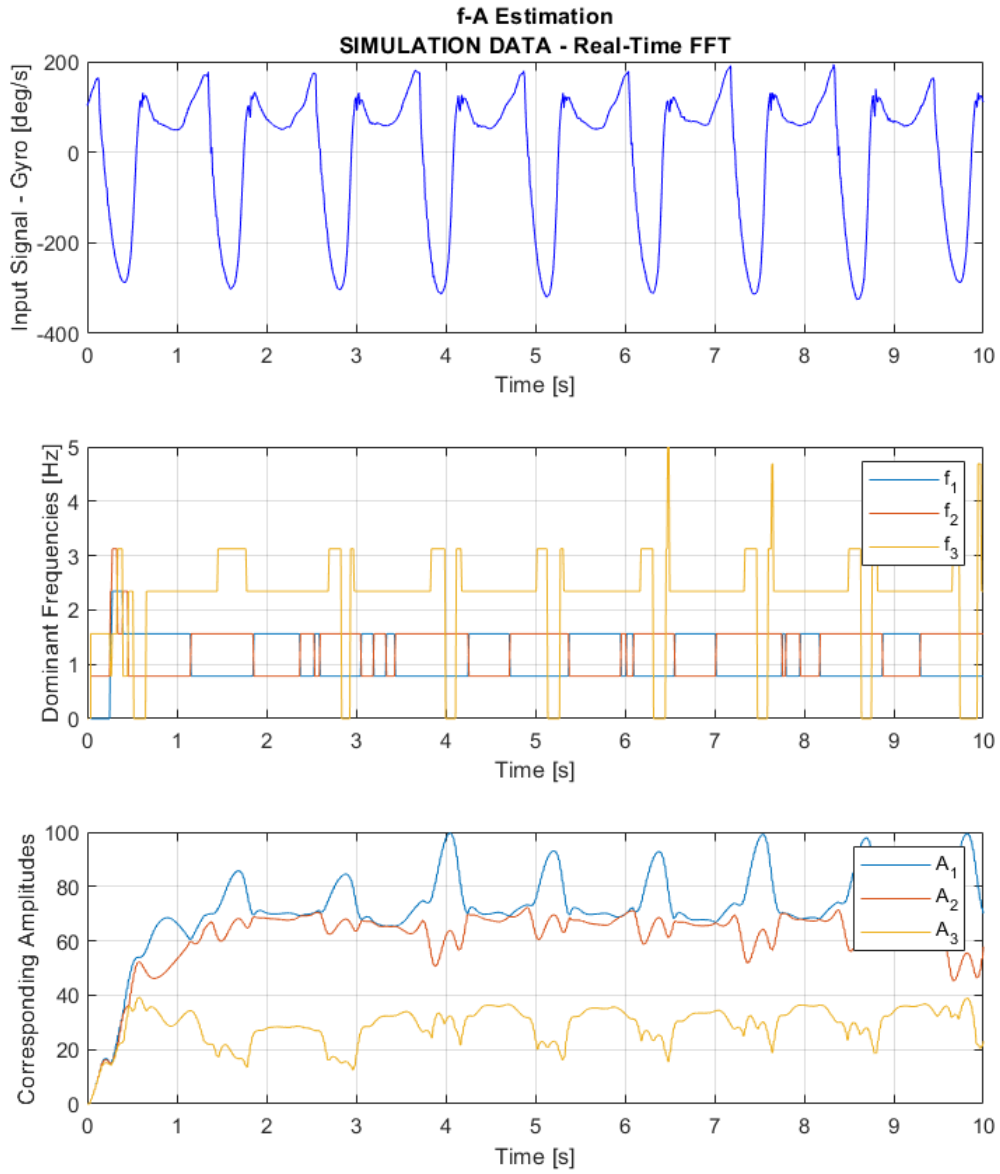 f-A Estimation
SIMULATION DATA - Real-Time FFT
Input Signal - Gyro [deg/s]
200
0
-200
-400
0 1 2 3 4 5 6 7 8 9 10
Time [s]
Dominant Frequencies [Hz]
5
4
3
2
1
0
f1
f2
f3
0 1 2 3 4 5 6 7 8 9 10
Time [s]
Corresponding Amplitudes
100
80
60
40
20
0
A1
A2
A3
0 1 2 3 4 5 6 7 8 9 10
Time [s]